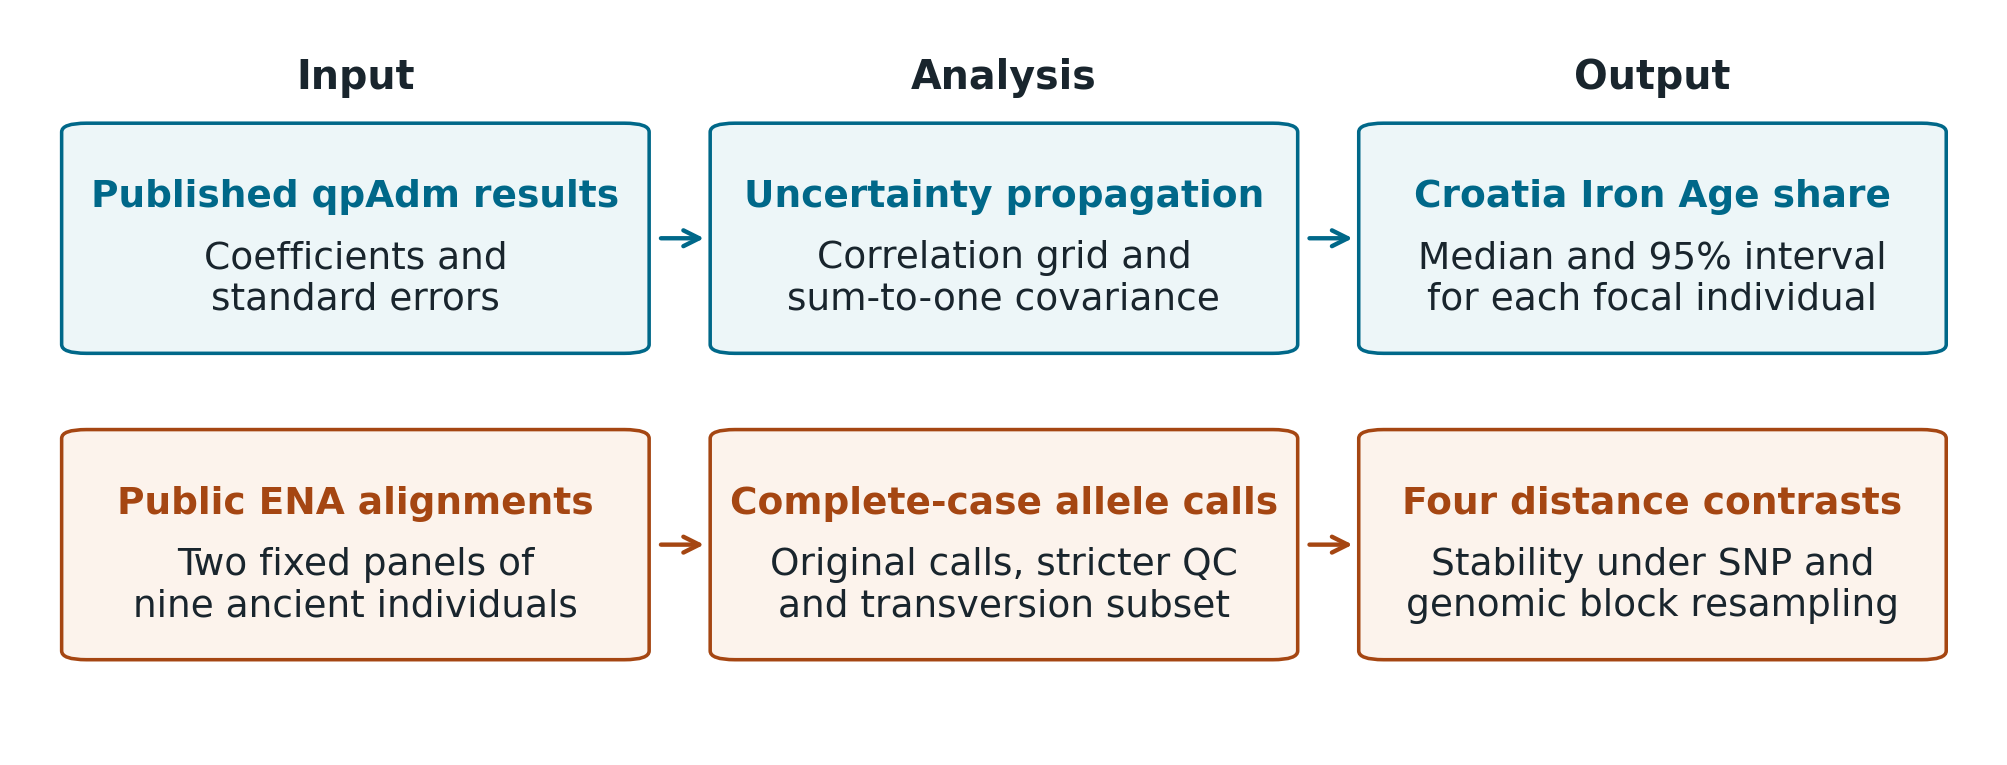 Input
Analysis
Output
Published qpAdm results
Coefficients and
standard errors
Uncertainty propagation
Correlation grid and
sum-to-one covariance
Croatia Iron Age share
Median and 95% interval
for each focal individual
Public ENA alignments
Two fixed panels of
nine ancient individuals
Complete-case allele calls
Original calls, stricter QC
and transversion subset
Four distance contrasts
Stability under SNP and
genomic block resampling